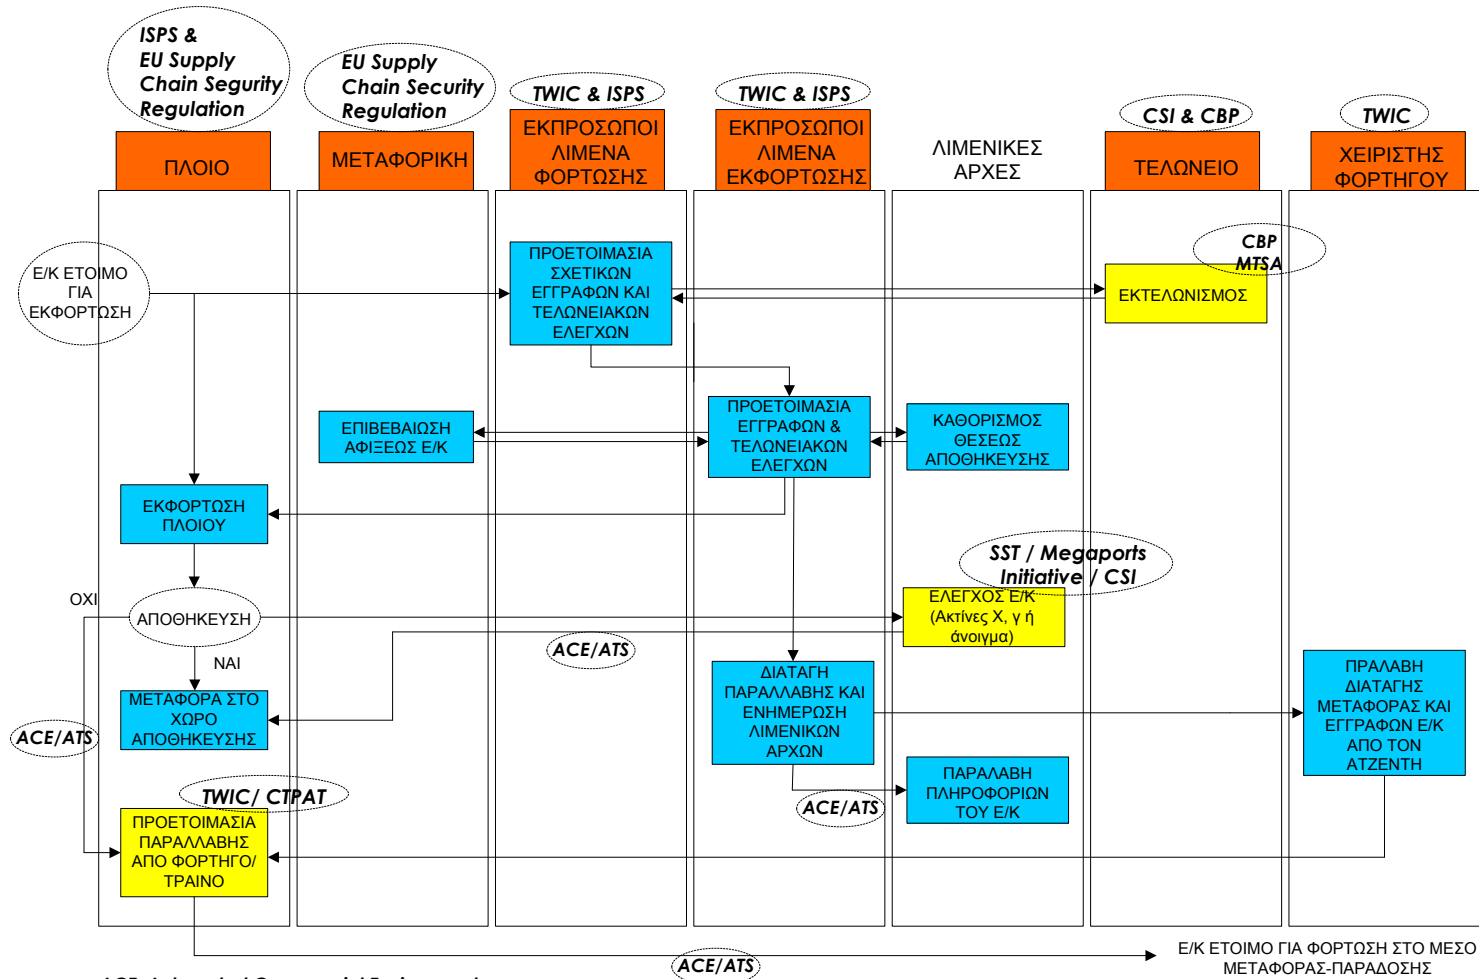 ISPS &
EU Supply
Chain Segurity
Regulation
EU Supply
Chain Security
Regulation
TWIC & ISPS
TWIC & ISPS
CSI & CBP
TWIC
ΠΛΟΙΟ
ΜΕΤΑΦΟΡΙΚΗ
ΕΚΠΡΟΣΩΠΟΙ
ΛΙΜΕΝΑ
ΦΟΡΤΩΣΗΣ
ΕΚΠΡΟΣΩΠΟΙ
ΛΙΜΕΝΑ
ΕΚΦΟΡΤΩΣΗΣ
ΛΙΜΕΝΙΚΕΣ
ΑΡΧΕΣ
ΤΕΛΩΝΕΙΟ
ΧΕΙΡΙΣΤΗΣ
ΦΟΡΤΗΓΟΥ
CBP
MTSA
Ε/Κ ΕΤΟΙΜΟ
ΓΙΑ
ΕΚΦΟΡΤΩΣΗ
ΠΡΟΕΤΟΙΜΑΣΙΑ
ΣΧΕΤΙΚΩΝ
ΕΓΓΡΑΦΩΝ ΚΑΙ
ΤΕΛΩΝΕΙΑΚΩΝ
ΕΛΕΓΧΩΝ
ΕΚΤΕΛΩΝΙΣΜΟΣ
ΕΠΙΒΕΒΑΙΩΣΗ
ΑΦΙΞΕΩΣ Ε/Κ
ΠΡΟΕΤΟΙΜΑΣΙΑ
ΕΓΓΡΑΦΩΝ &
ΤΕΛΩΝΕΙΑΚΩΝ
ΕΛΕΓΧΩΝ
ΚΑΘΟΡΙΣΜΟΣ
ΘΕΣΕΩΣ
ΑΠΟΘΗΚΕΥΣΗΣ
ΕΚΦΟΡΤΩΣΗ
ΠΛΟΙΟΥ
SST / Megaports
Initiative / CSI
ΟΧΙ
ΑΠΟΘΗΚΕΥΣΗ
ΕΛΕΓΧΟΣ Ε/Κ
(Ακτίνες Χ, γ ή
άνοιγμα)
ACE/ATS
ΝΑΙ
ΜΕΤΑΦΟΡΑ ΣΤΟ
ΧΩΡΟ
ΑΠΟΘΗΚΕΥΣΗΣ
ΔΙΑΤΑΓΗ
ΠΑΡΑΛΛΑΒΗΣ ΚΑΙ
ΕΝΗΜΕΡΩΣΗ
ΛΙΜΕΝΙΚΩΝ
ΑΡΧΩΝ
ΠΡΑΛΑΒΗ
ΔΙΑΤΑΓΗΣ
ΜΕΤΑΦΟΡΑΣ ΚΑΙ
ΕΓΓΡΑΦΩΝ Ε/Κ
ΑΠΟ ΤΟΝ
ΑΤΖΕΝΤΗ
ACE/ATS
TWIC/ CTPAT
ΠΑΡΑΛΑΒΗ
ΠΛΗΡΟΦΟΡΙΩΝ
ΤΟΥ Ε/Κ
ACE/ATS
ΠΡΟΕΤΟΙΜΑΣΙΑ
ΠΑΡΑΛΛΑΒΗΣ
ΑΠΟ ΦΟΡΤΗΓΟ/
ΤΡΑΙΝΟ
ACE/ATS
Ε/Κ ΕΤΟΙΜΟ ΓΙΑ ΦΟΡΤΩΣΗ ΣΤΟ ΜΕΣΟ
ΜΕΤΑΦΟΡΑΣ-ΠΑΡΑΔΟΣΗΣ